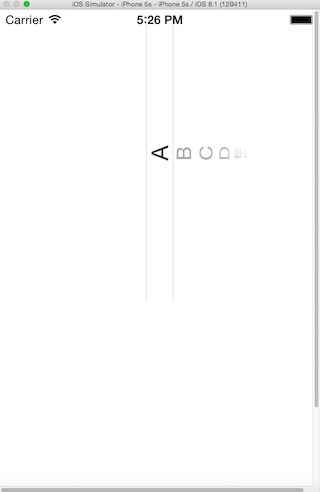 iOS Simulator - iPhone 5s - iPhone 5s / iOS 8.1 (12B411)
Carrier 5:26 PM
A B C D E